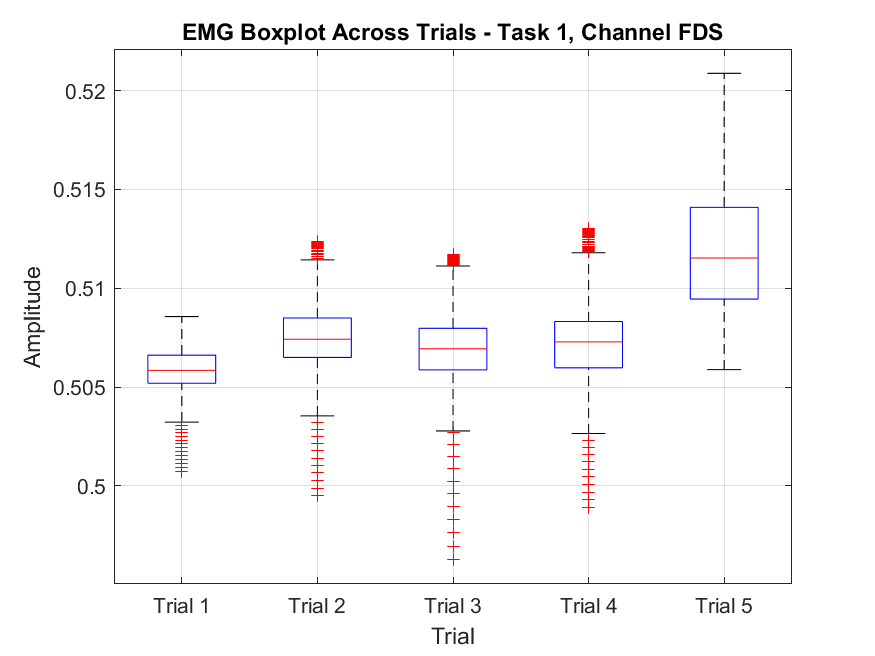 EMG Boxplot Across Trials - Task 1, Channel FDS
0.52
0.515
0.51
0.505
0.5
Amplitude
Trial 1
Trial 2
Trial 3
Trial 4
Trial 5
Trial